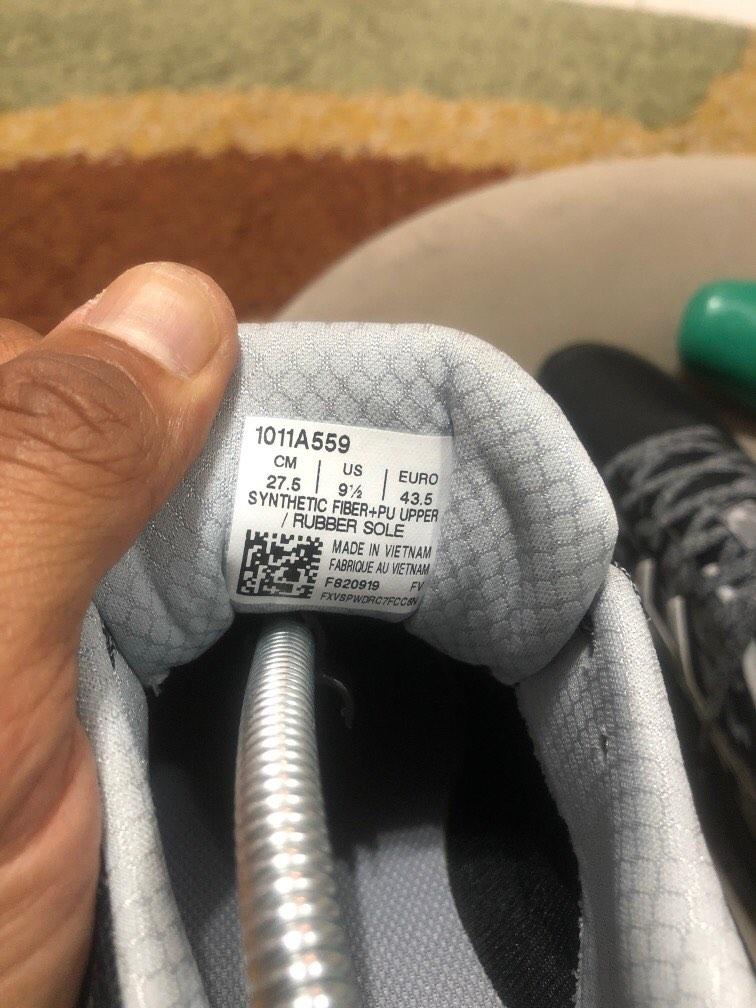 1011A559
CM | US | EURO
27.5 | 9½ | 43.5
SYNTHETIC FIBER+PU UPPER
/ RUBBER SOLE
MADE IN VIETNAM
FABRIQUE AU VIETNAM
F820919 FV
FXVSPWDRC7FCC8N